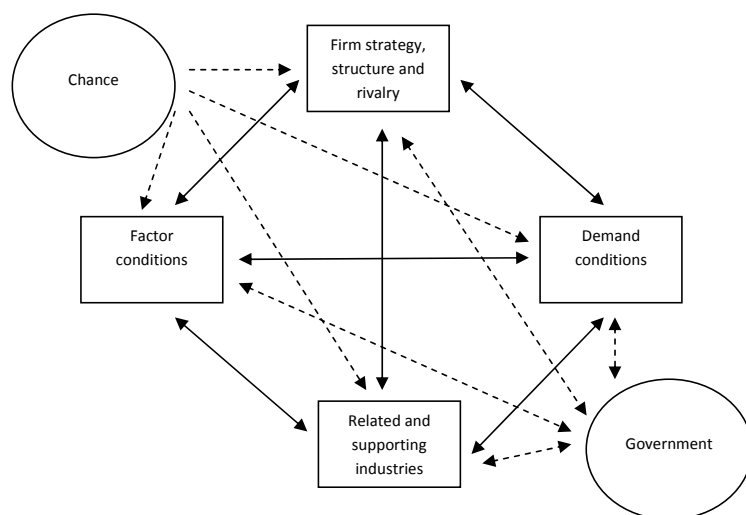 Firm strategy,
structure and
rivalry
Chance
Factor
conditions
Demand
conditions
Related and
supporting
industries
Government